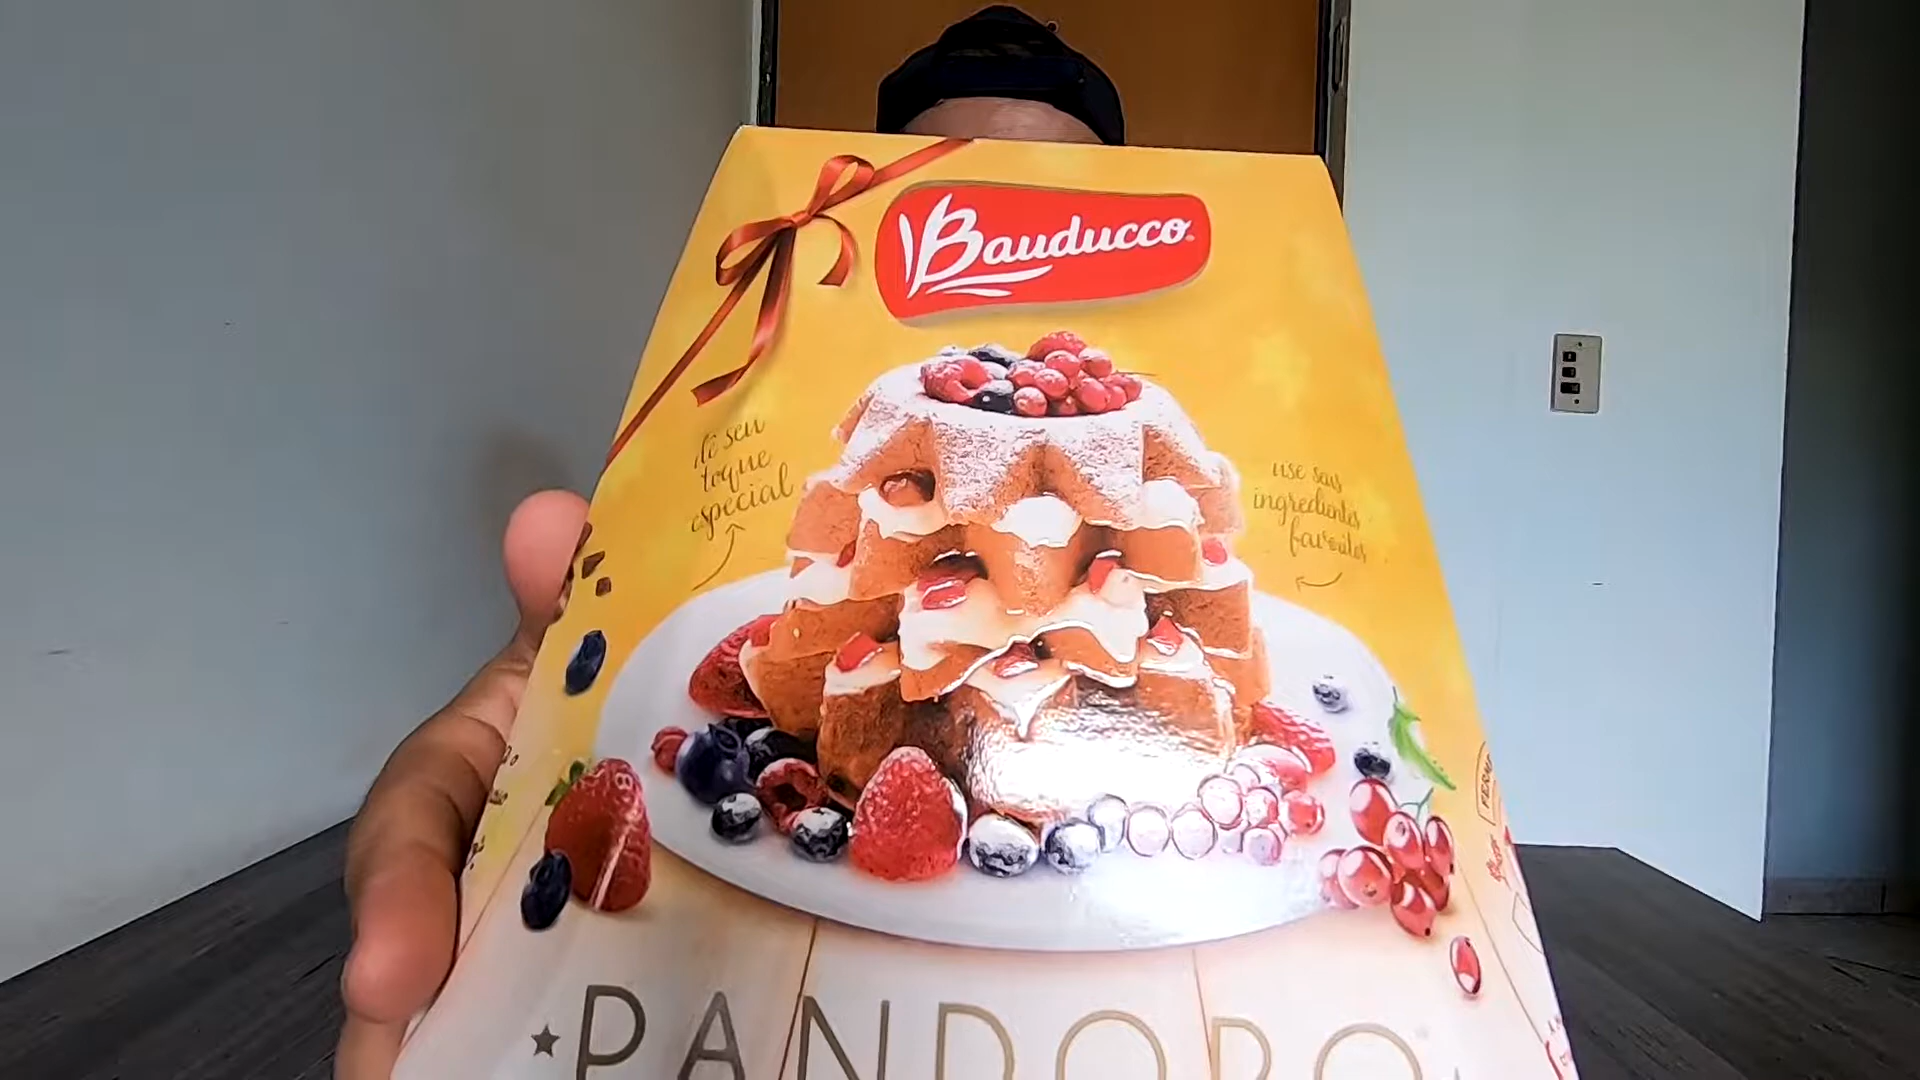 Bauducco
dê seu
toque
especial
use seus
ingredientes
favoritos
PANDORO